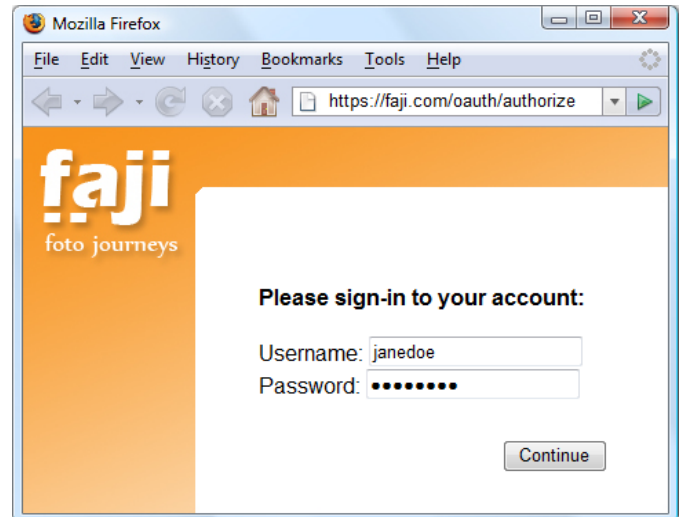 Mozilla Firefox
File Edit View History Bookmarks Tools Help
https://faji.com/oauth/authorize
faji
foto journeys
Please sign-in to your account:
Username: janedoe
Password: ••••••••
Continue